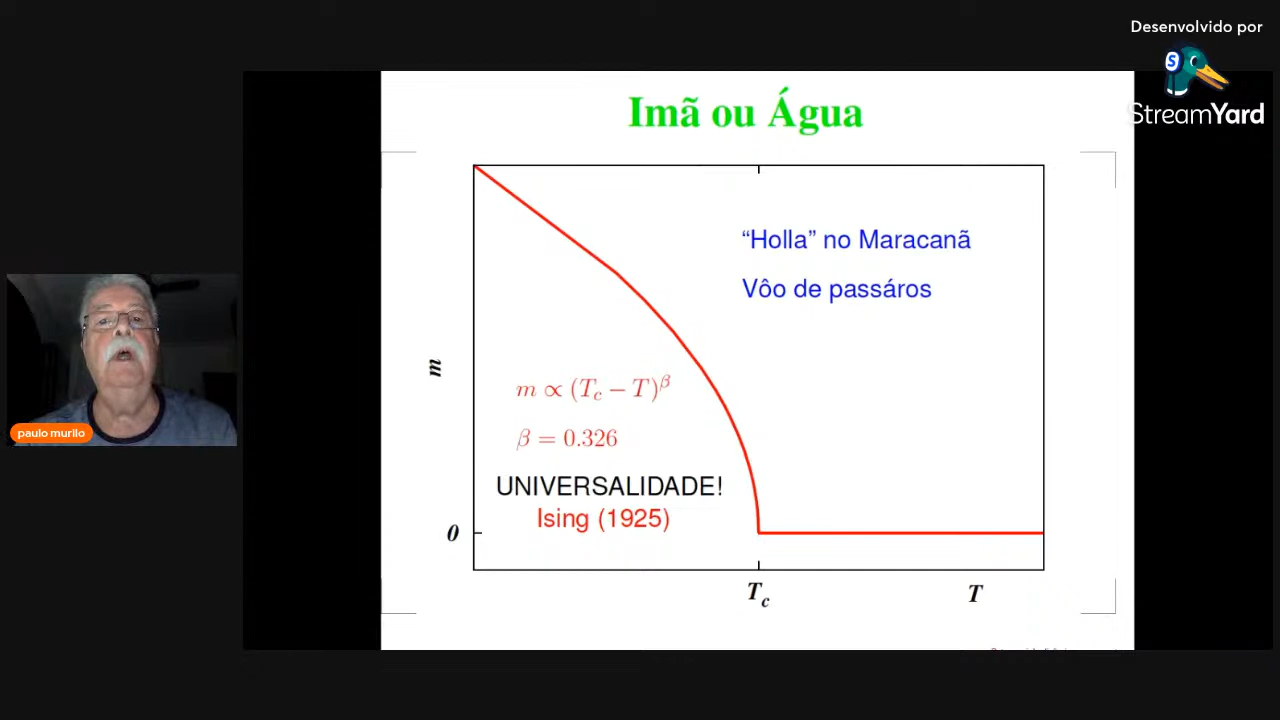 Desenvolvido por
StreamYard
Imã ou Água
“Holla” no Maracanã
Vôo de passáros
m
m ∝ (T_c − T)^β
β = 0.326
UNIVERSALIDADE!
Ising (1925)
0
T_c
T
paulo murilo